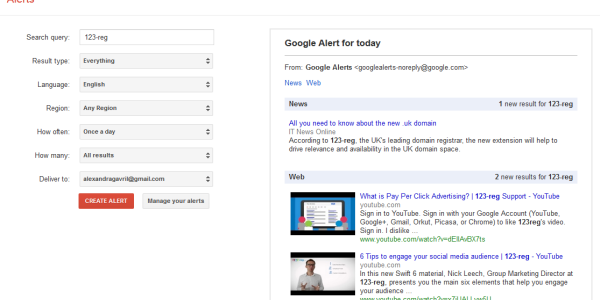 Alerts
Search query: 123-reg
Result type: Everything
Language: English
Region: Any Region
How often: Once a day
How many: All results
Deliver to: alexandragavril@gmail.com
CREATE ALERT Manage your alerts
Google Alert for today
From: Google Alerts <googlealerts-noreply@google.com>
News Web
News 1 new result for 123-reg
All you need to know about the new .uk domain
IT News Online
According to 123-reg, the UK's leading domain registrar, the new extension will help to
drive relevance and availability in the UK domain space.
Web 2 new results for 123-reg
What is Pay Per Click Advertising? | 123-reg Support - YouTube
youtube.com
Sign in to YouTube. Sign in with your Google Account (YouTube,
Google+, Gmail, Orkut, Picasa, or Chrome) to like 123reg's video.
Sign in. I dislike ...
www.youtube.com/watch?v=dEllAvBX7ts
6 Tips to engage your social media audience | 123-reg - YouTube
youtube.com
In this new Swift 6 material, Nick Leech, Group Marketing Director at
123-reg, presents you the main six elements that help you engage
your audience ...